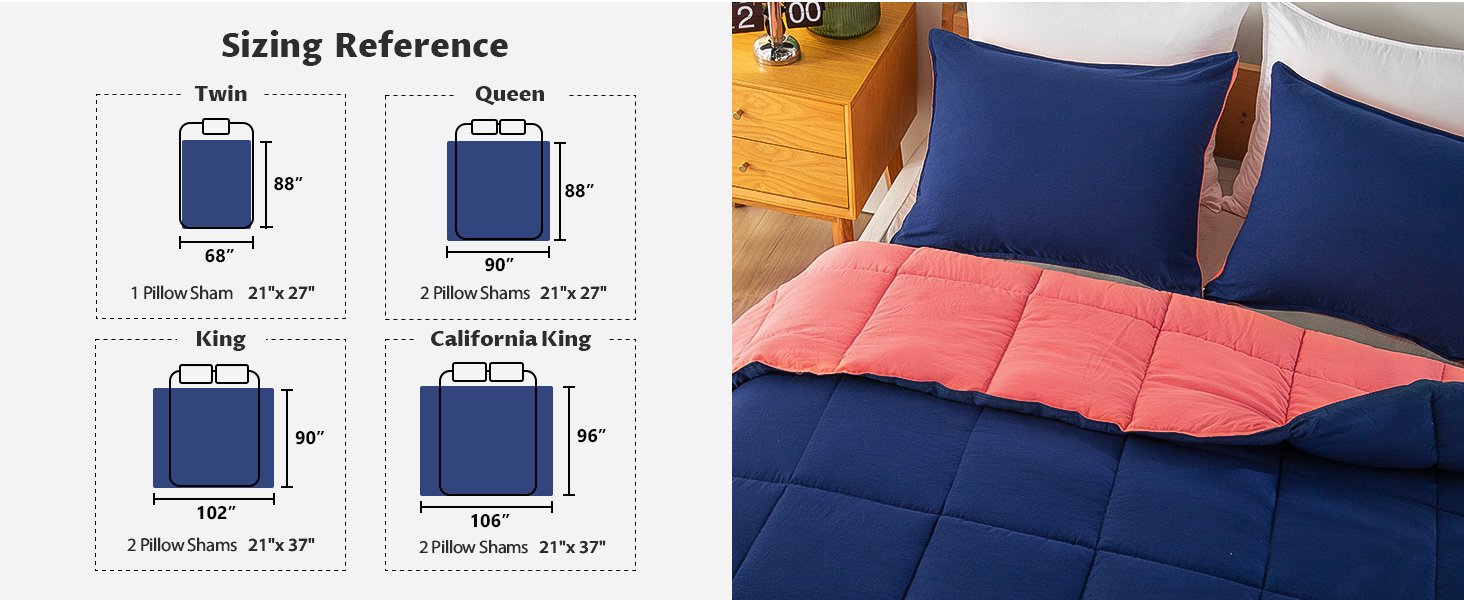 Sizing Reference
Twin
88”
68”
1 Pillow Sham 21"x 27"
Queen
88”
90”
2 Pillow Shams 21"x 27"
King
90”
102”
2 Pillow Shams 21"x 37"
California King
96”
106”
2 Pillow Shams 21"x 37"
2 00